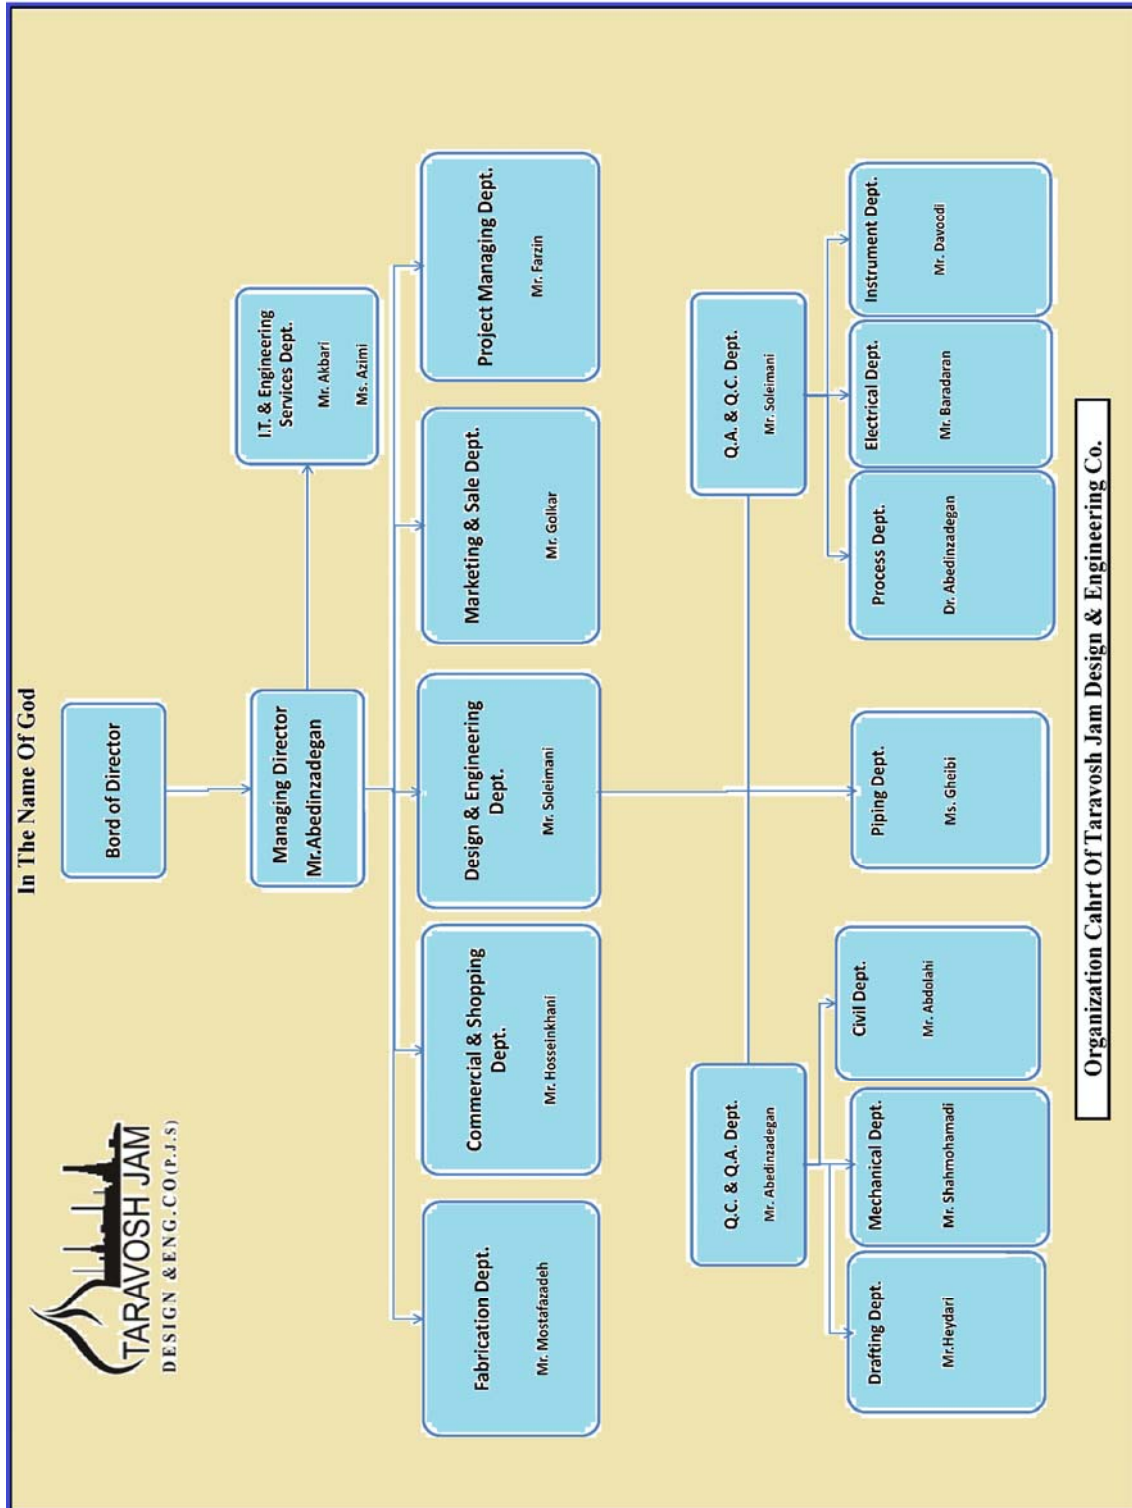 In The Name Of God
TARAVOSH JAM
DESIGN & ENG.CO(P.J.S)
Bord of Director
Managing Director
Mr.Abedinzadegan
I.T. & Engineering
Services Dept.
Mr. Akbari
Ms. Azimi
Fabrication Dept.
Mr. Mostafazadeh
Commercial & Shopping
Dept.
Mr. Hosseinkhani
Design & Engineering
Dept.
Mr. Soleimani
Marketing & Sale Dept.
Mr. Golkar
Project Managing Dept.
Mr. Farzin
Q.C. & Q.A. Dept.
Mr. Abedinzadegan
Q.A. & Q.C. Dept.
Mr. Soleimani
Drafting Dept.
Mr.Heydari
Mechanical Dept.
Mr. Shahmohamadi
Civil Dept.
Mr. Abdolahi
Piping Dept.
Ms. Gheibi
Process Dept.
Dr. Abedinzadegan
Electrical Dept.
Mr. Baradaran
Instrument Dept.
Mr. Davoodi
Organization Cahrt Of Taravosh Jam Design & Engineering Co.